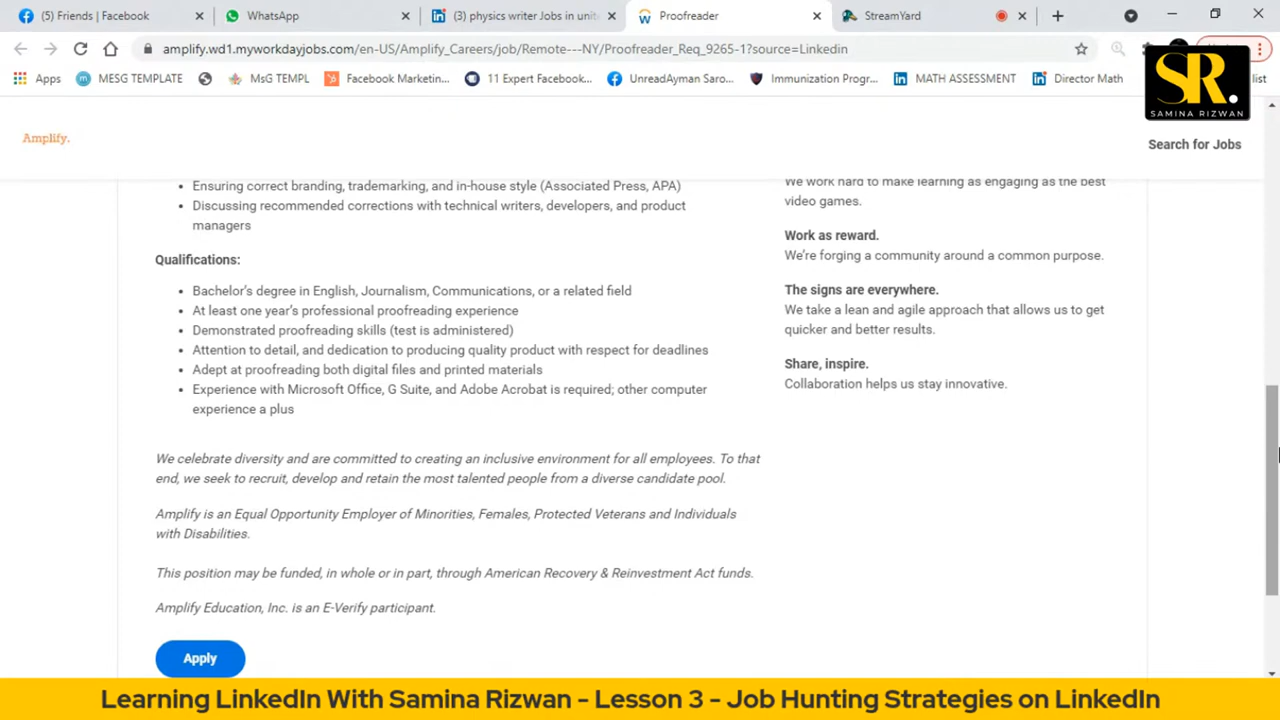 (5) Friends | Facebook
WhatsApp
(3) physics writer Jobs in unit
Proofreader
StreamYard
amplify.wd1.myworkdayjobs.com/en-US/Amplify_Careers/job/Remote---NY/Proofreader_Req_9265-1?source=Linkedin
Apps
MESG TEMPLATE
MsG TEMPL
Facebook Marketin...
11 Expert Facebook...
UnreadAyman Saro...
Immunization Progr...
MATH ASSESSMENT
Director Math
list
SR.
SAMINA RIZWAN
Amplify.
Search for Jobs
• Ensuring correct branding, trademarking, and in-house style (Associated Press, APA)
• Discussing recommended corrections with technical writers, developers, and product
managers
Qualifications:
• Bachelor's degree in English, Journalism, Communications, or a related field
• At least one year's professional proofreading experience
• Demonstrated proofreading skills (test is administered)
• Attention to detail, and dedication to producing quality product with respect for deadlines
• Adept at proofreading both digital files and printed materials
• Experience with Microsoft Office, G Suite, and Adobe Acrobat is required; other computer
experience a plus
We celebrate diversity and are committed to creating an inclusive environment for all employees. To that
end, we seek to recruit, develop and retain the most talented people from a diverse candidate pool.
Amplify is an Equal Opportunity Employer of Minorities, Females, Protected Veterans and Individuals
with Disabilities.
This position may be funded, in whole or in part, through American Recovery & Reinvestment Act funds.
Amplify Education, Inc. is an E-Verify participant.
Apply
We work hard to make learning as engaging as the best
video games.
Work as reward.
We're forging a community around a common purpose.
The signs are everywhere.
We take a lean and agile approach that allows us to get
quicker and better results.
Share, inspire.
Collaboration helps us stay innovative.
Learning LinkedIn With Samina Rizwan - Lesson 3 - Job Hunting Strategies on LinkedIn